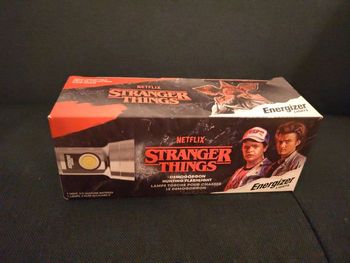 NETFLIX
STRANGER
THINGS
Energizer
NETFLIX
STRANGER
THINGS
DEMOGORGON
HUNTING FLASHLIGHT
LAMPE TORCHE POUR CHASSER
LE DEMOGORGON
Energizer